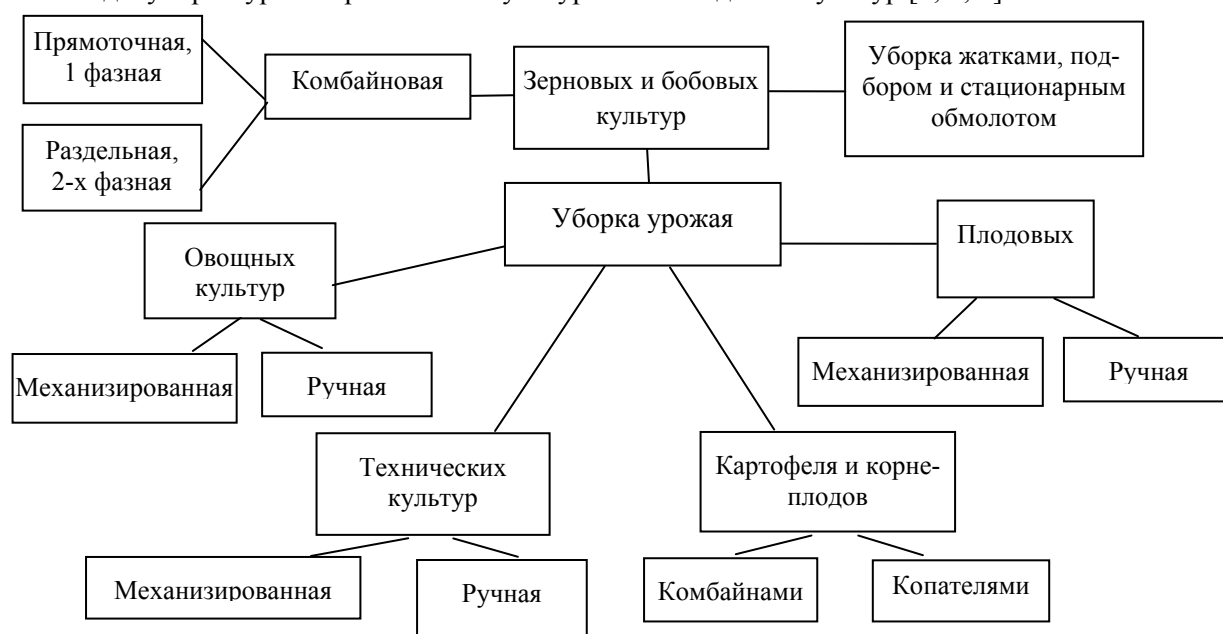 Прямоточная,
1 фазная
Комбайновая
Зерновых и бобовых
культур
Уборка жатками, под-
бором и стационарным
обмолотом
Раздельная,
2-х фазная
Уборка урожая
Плодовых
Овощных
культур
Механизированная
Ручная
Механизированная
Ручная
Технических
культур
Картофеля и корне-
плодов
Механизированная
Ручная
Комбайнами
Копателями